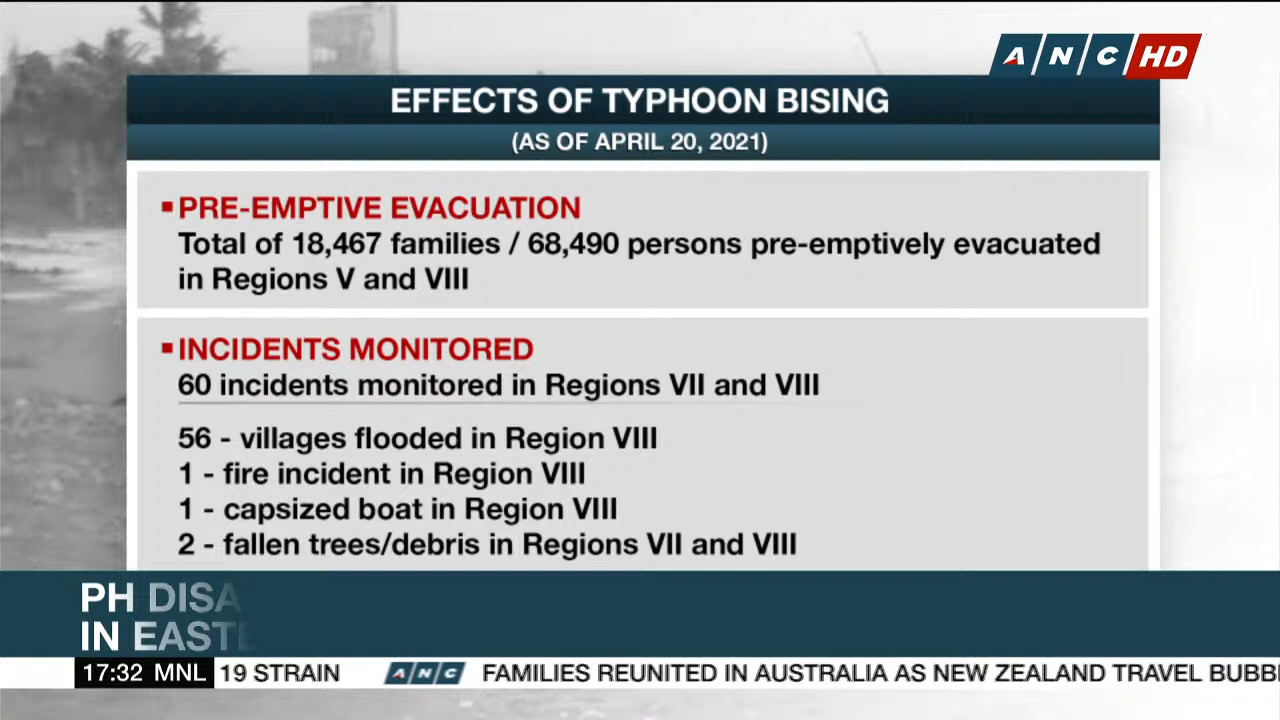 ANC HD
EFFECTS OF TYPHOON BISING
(AS OF APRIL 20, 2021)
PRE-EMPTIVE EVACUATION
Total of 18,467 families / 68,490 persons pre-emptively evacuated
in Regions V and VIII
INCIDENTS MONITORED
60 incidents monitored in Regions VII and VIII
56 - villages flooded in Region VIII
1 - fire incident in Region VIII
1 - capsized boat in Region VIII
2 - fallen trees/debris in Regions VII and VIII
PH DISA
IN EASTE
17:32 MNL 19 STRAIN ANC FAMILIES REUNITED IN AUSTRALIA AS NEW ZEALAND TRAVEL BUBB